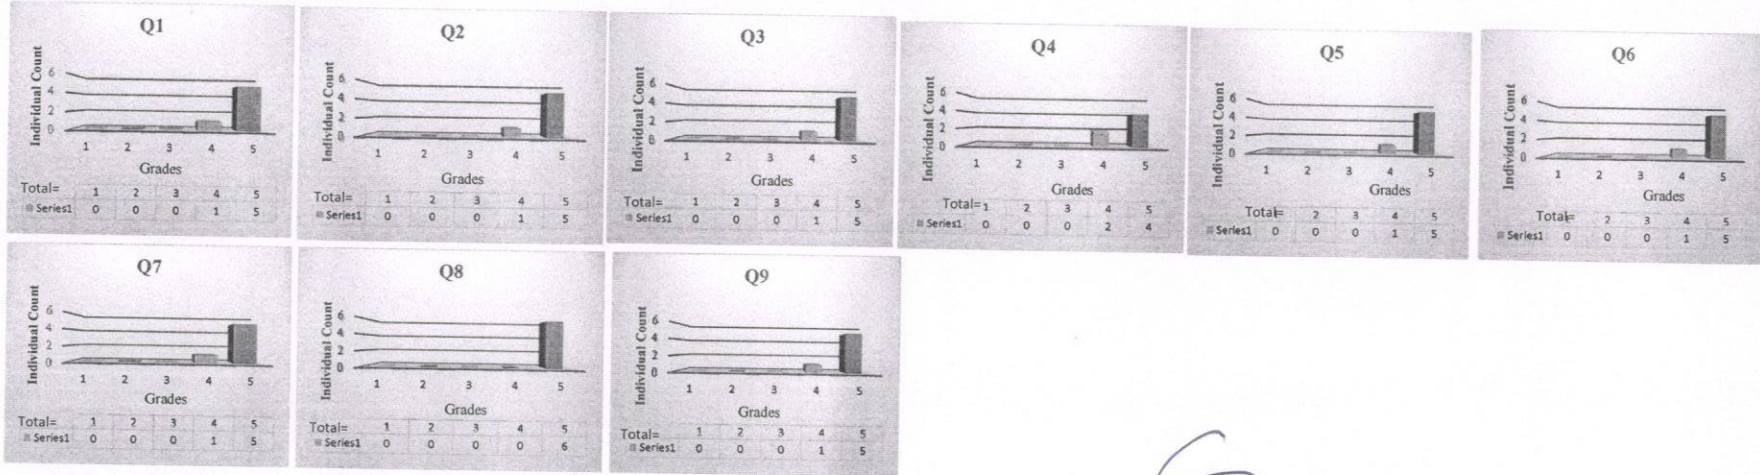 Q1
Individual Count
6
4
2
0
1 2 3 4 5
Grades
Total= 1 2 3 4 5
Series1 0 0 0 1 5
Q2
Individual Count
6
4
2
0
1 2 3 4 5
Grades
Total= 1 2 3 4 5
Series1 0 0 0 1 5
Q3
Individual Count
6
4
2
0
1 2 3 4 5
Grades
Total= 1 2 3 4 5
Series1 0 0 0 1 5
Q4
Individual Count
6
4
2
0
1 2 3 4 5
Grades
Total= 1 2 3 4 5
Series1 0 0 0 2 4
Q5
Individual Count
6
4
2
0
1 2 3 4 5
Grades
Total= 2 3 4 5
Series1 0 0 0 1 5
Q6
Individual Count
6
4
2
0
1 2 3 4 5
Grades
Total= 2 3 4 5
Series1 0 0 0 1 5
Q7
Individual Count
6
4
2
0
1 2 3 4 5
Grades
Total= 1 2 3 4 5
Series1 0 0 0 1 5
Q8
Individual Count
6
4
2
0
1 2 3 4 5
Grades
Total= 1 2 3 4 5
Series1 0 0 0 0 6
Q9
Individual Count
6
4
2
0
1 2 3 4 5
Grades
Total= 1 2 3 4 5
Series1 0 0 0 1 5